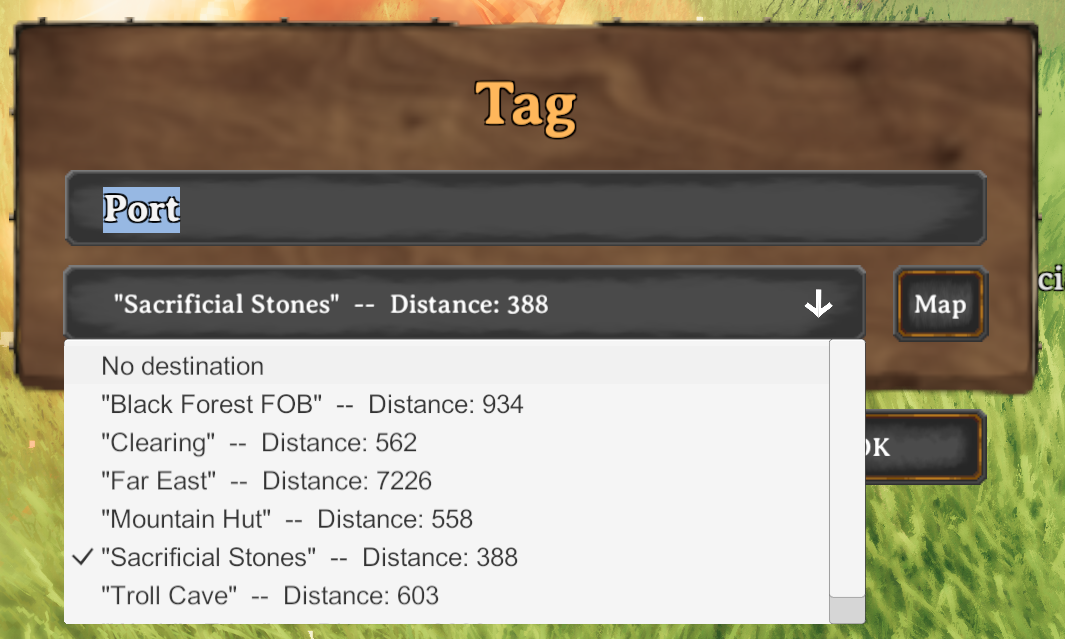 Tag
Port
"Sacrificial Stones" -- Distance: 388
Map
No destination
"Black Forest FOB" -- Distance: 934
"Clearing" -- Distance: 562
OK
"Far East" -- Distance: 7226
"Mountain Hut" -- Distance: 558
"Sacrificial Stones" -- Distance: 388
"Troll Cave" -- Distance: 603